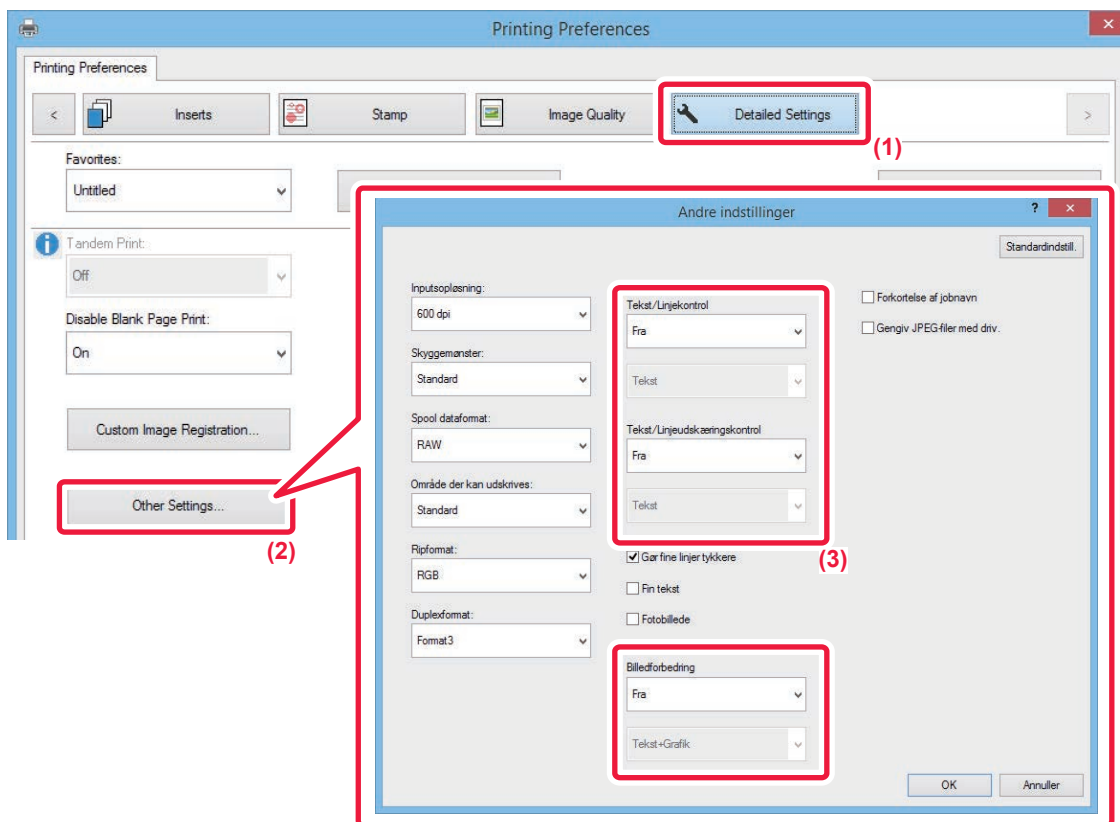 Printing Preferences
Printing Preferences
<
Inserts
Stamp
Image Quality
Detailed Settings
>
(1)
Favorites:
Untitled
Tandem Print:
Off
Disable Blank Page Print:
On
Custom Image Registration...
Other Settings...
(2)
Andre indstillinger
?
Standardindstill.
Inputsopløsning:
600 dpi
Skyggemønster:
Standard
Spool dataformat:
RAW
Område der kan udskrives:
Standard
Ripformat:
RGB
Duplexformat:
Format3
Tekst/Linjekontrol
Fra
Tekst
Tekst/Linjeudskæringskontrol
Fra
Tekst
(3)
Gør fine linjer tykkere
Fin tekst
Fotobillede
Billedforbedring
Fra
Tekst+Grafik
Forkortelse af jobnavn
Gengiv JPEG-filer med driv.
OK
Annuller